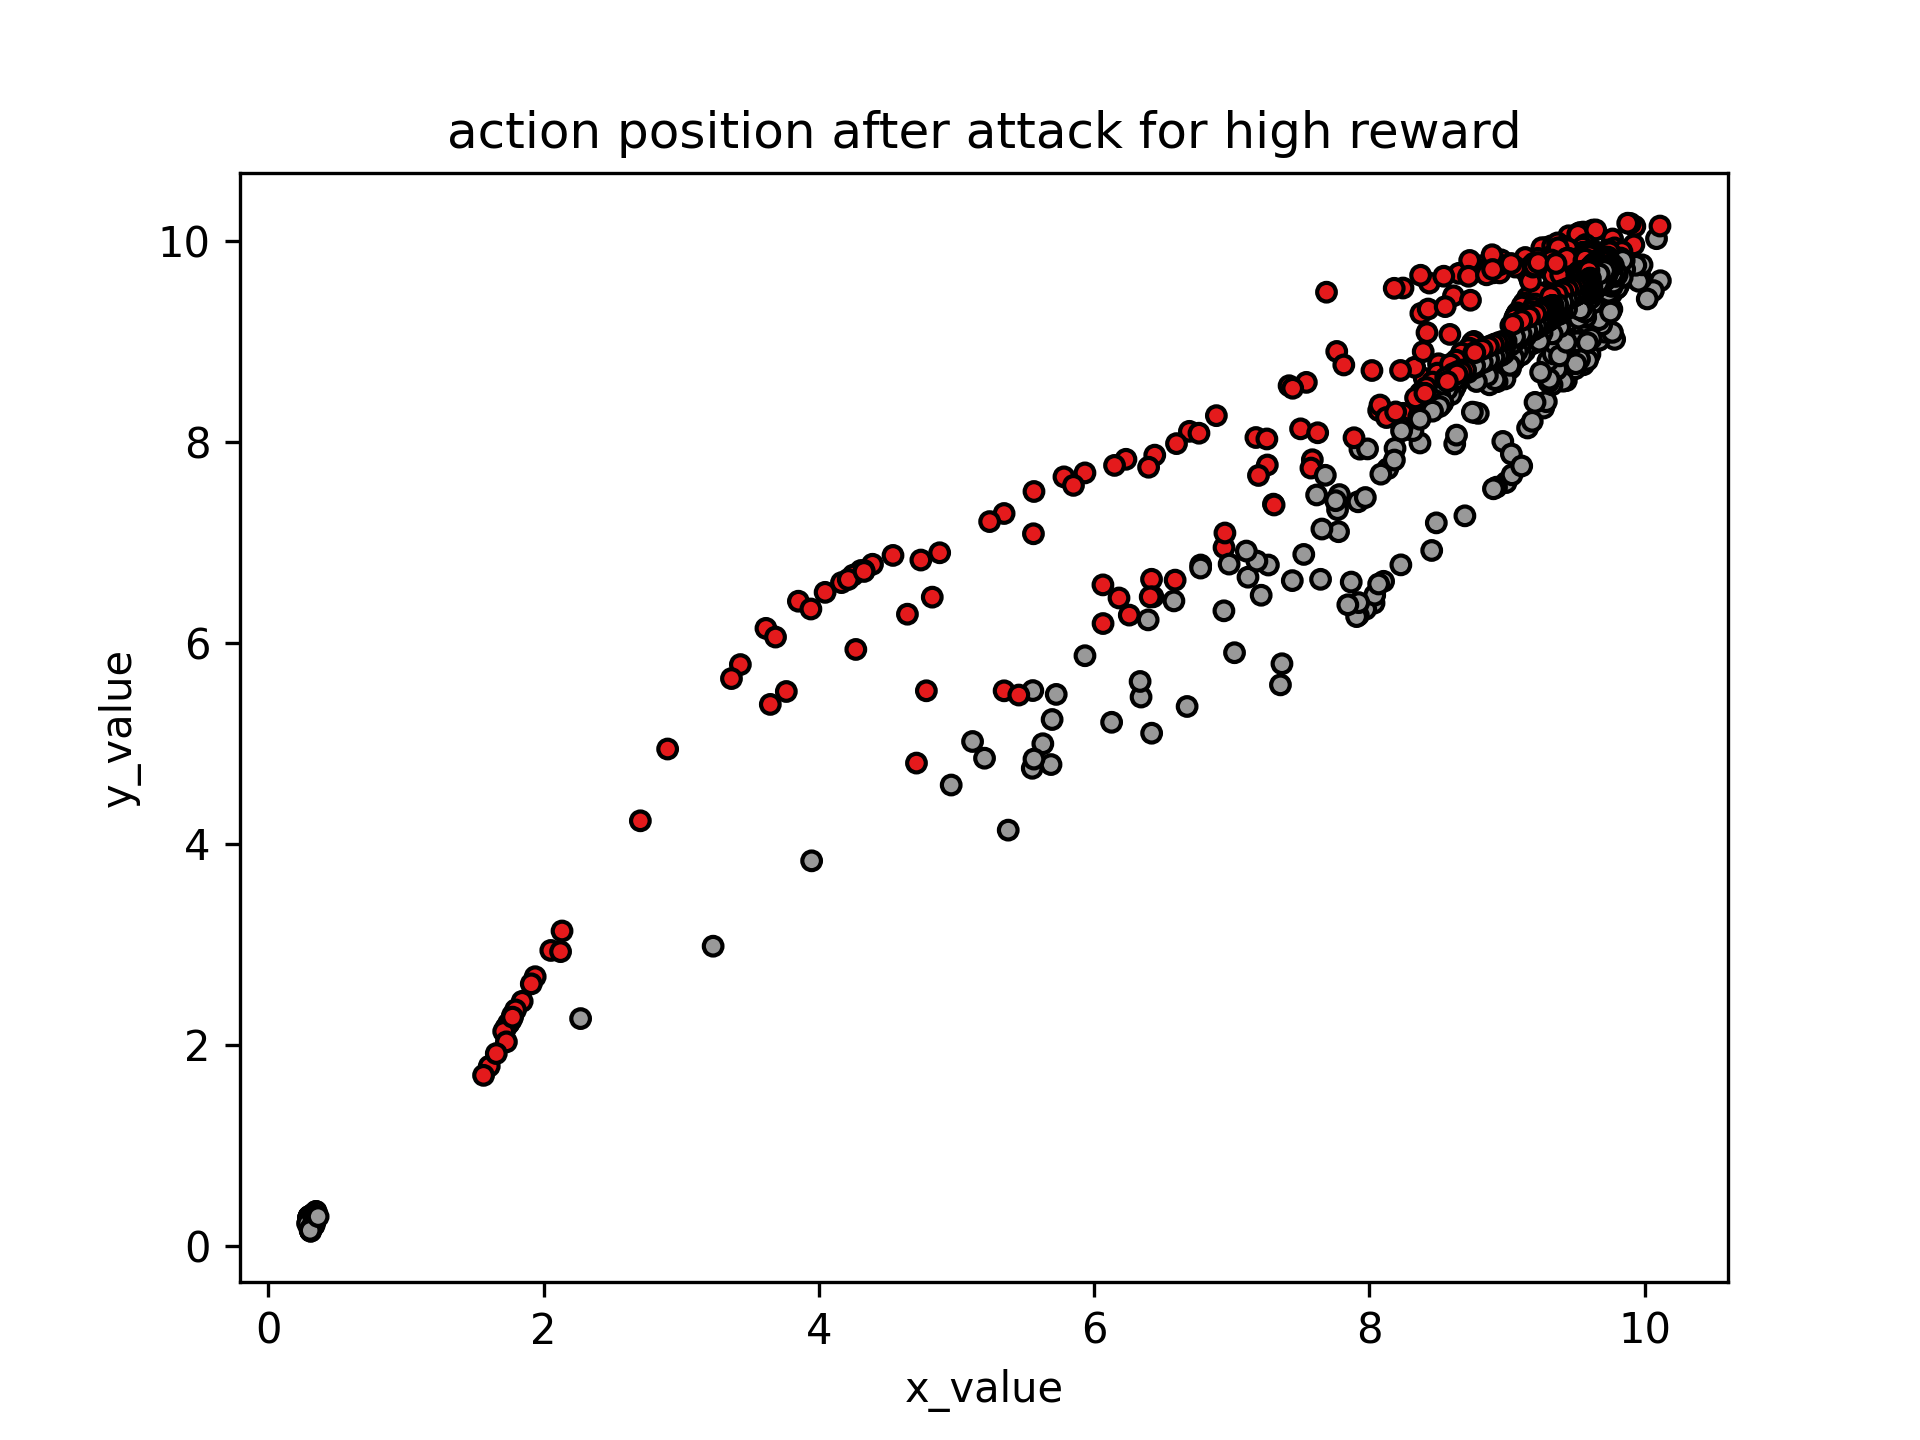 action position after attack for high reward
10
8
6
4
2
0
y_value
0 2 4 6 8 10
x_value